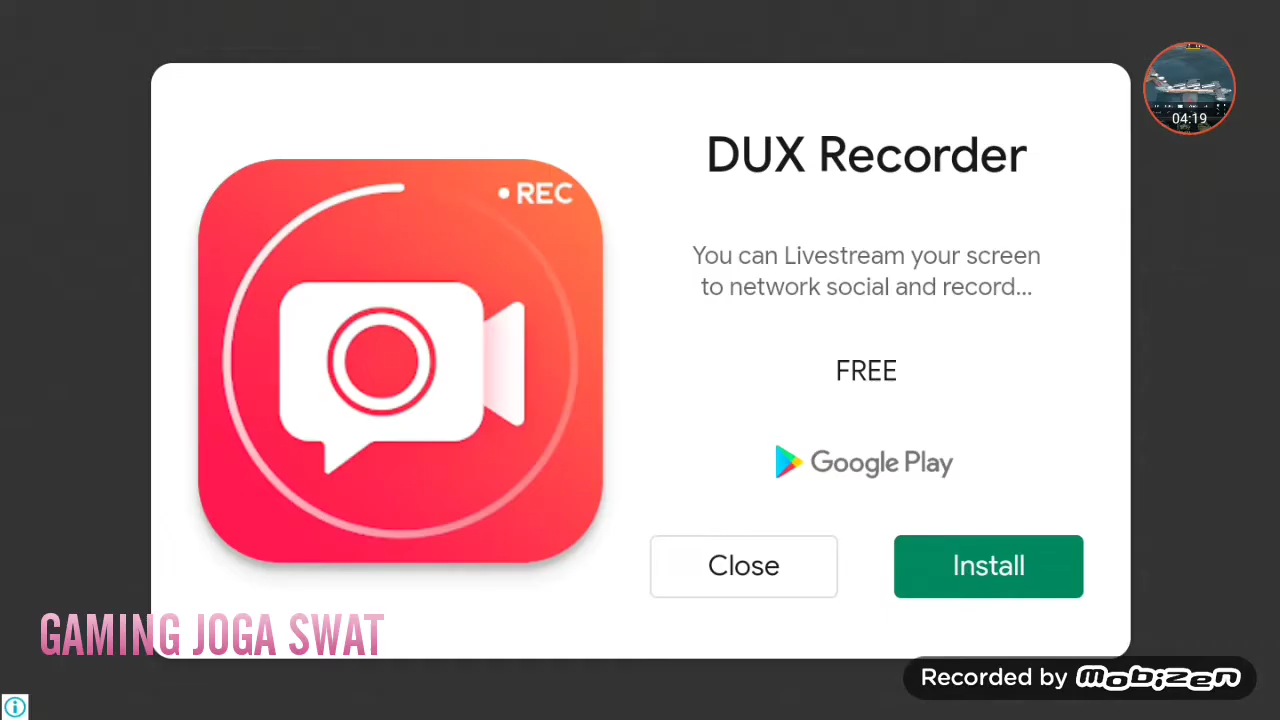 04:19
DUX Recorder
• REC
You can Livestream your screen
to network social and record...
FREE
Google Play
Close
Install
GAMING JOGA SWAT
Recorded by mobizen